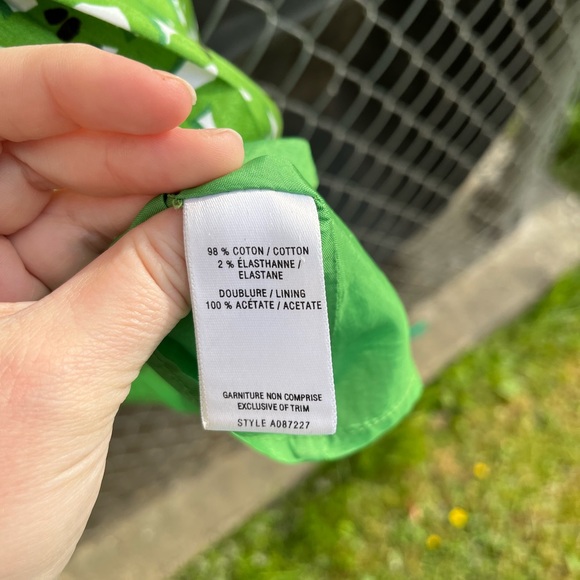 98 % COTON / COTTON
2 % ÉLASTHANNE /
ELASTANE
DOUBLURE / LINING
100 % ACÉTATE / ACETATE
GARNITURE NON COMPRISE
EXCLUSIVE OF TRIM
STYLE AD87227